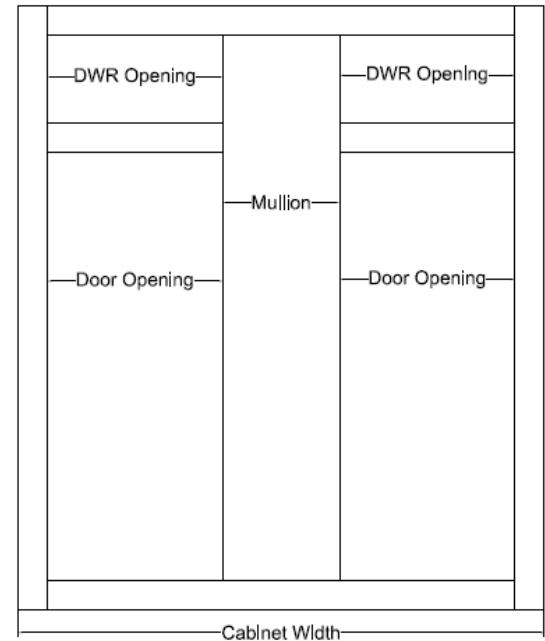 DWR Opening
DWR Opening
Mullion
Door Opening
Door Opening
Cabinet Width